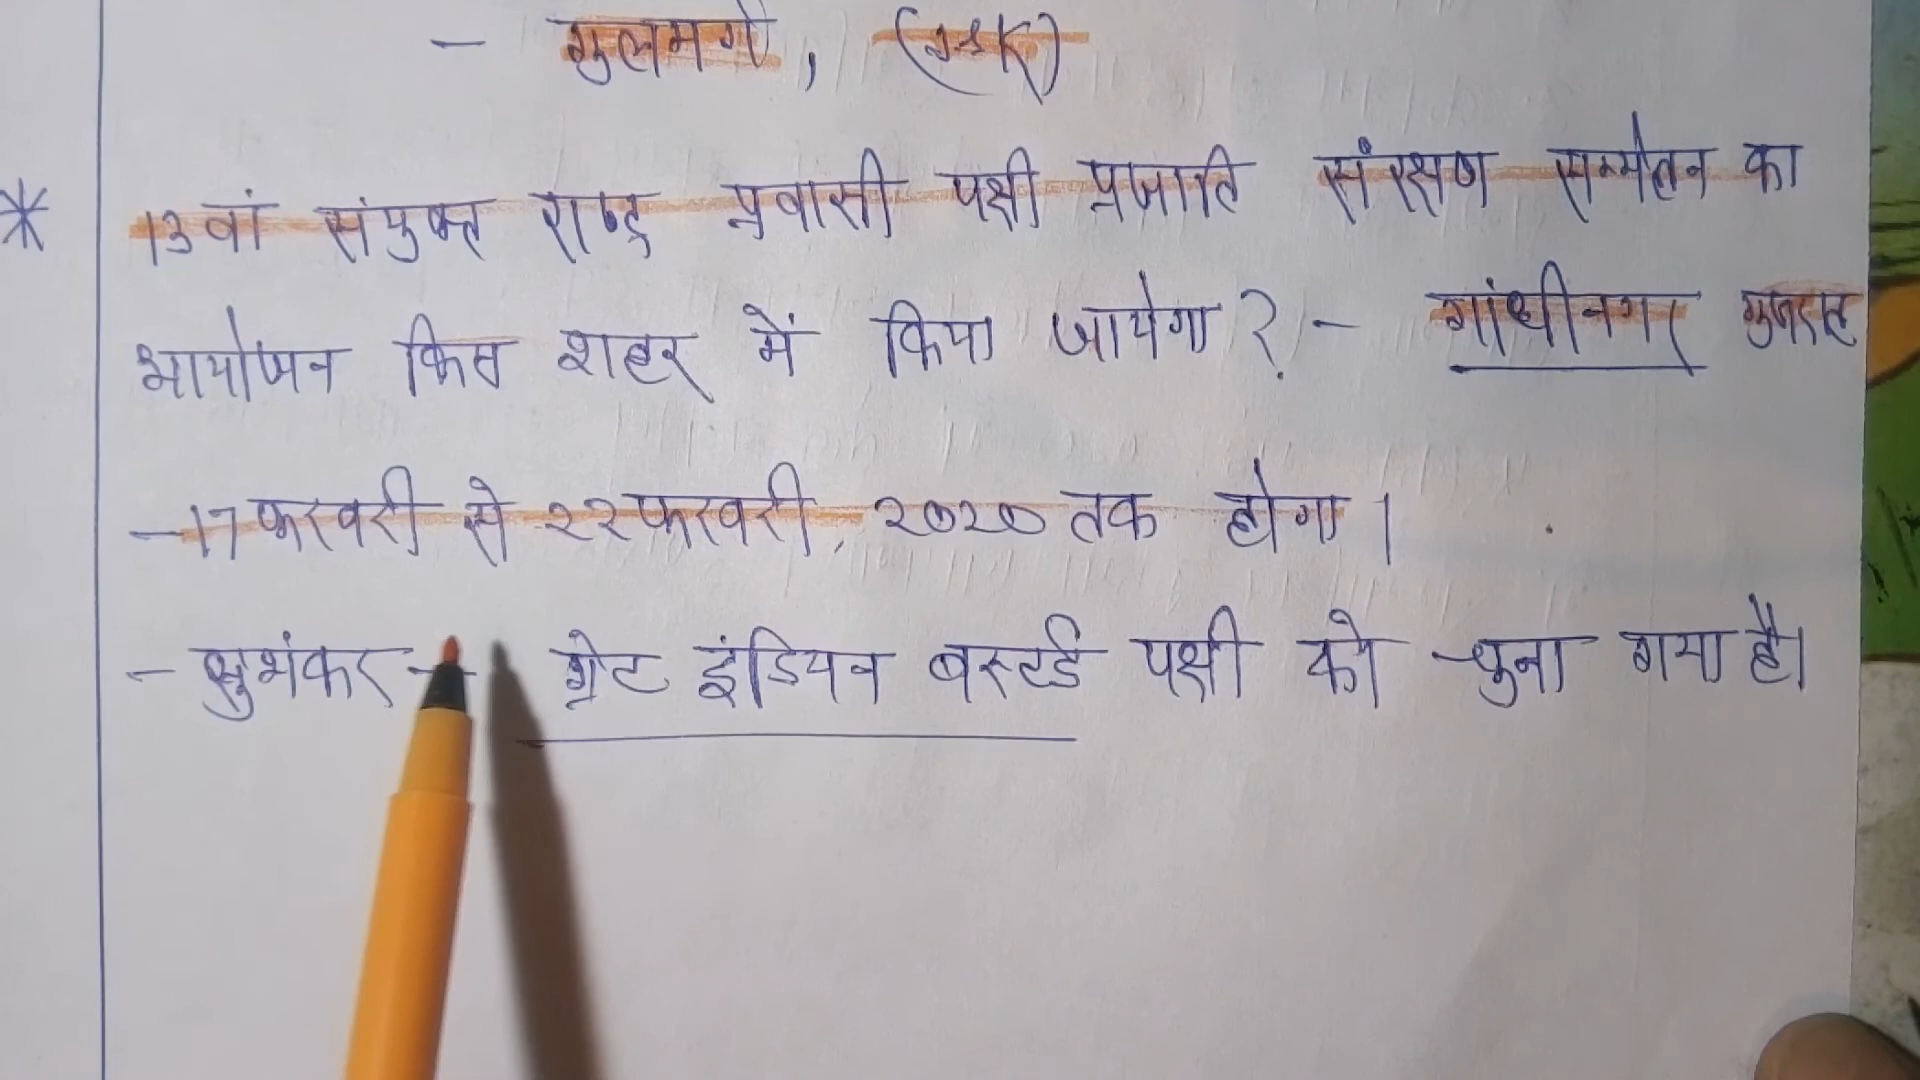 - गुलमर्ग, (J&K)
* 13वां संयुक्त राष्ट्र प्रवासी पक्षी प्रजाति संरक्षण सम्मेलन का
आयोजन किस शहर में किया जायेगा? - गांधीनगर गुजरात
- 17 फरवरी से 22 फरवरी, 2020 तक होगा।
- शुभंकर - ग्रेट इंडियन बस्टर्ड पक्षी को चुना गया है।